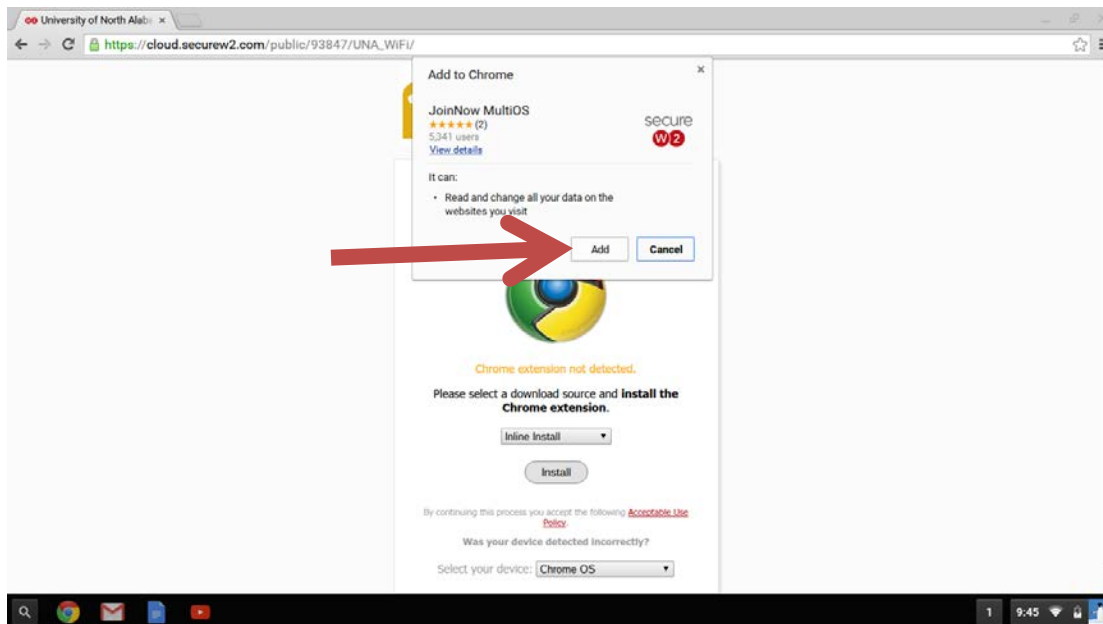 University of North Alab
https://cloud.securew2.com/public/93847/UNA_WiFi/
Add to Chrome
JoinNow MultiOS
(2)
5,341 users
View details
secure
W2
It can:
• Read and change all your data on the
websites you visit
Add Cancel
Chrome extension not detected.
Please select a download source and install the
Chrome extension.
Inline Install
Install
By continuing this process you accept the following Acceptable Use
Policy.
Was your device detected incorrectly?
Select your device: Chrome OS
1 9:45